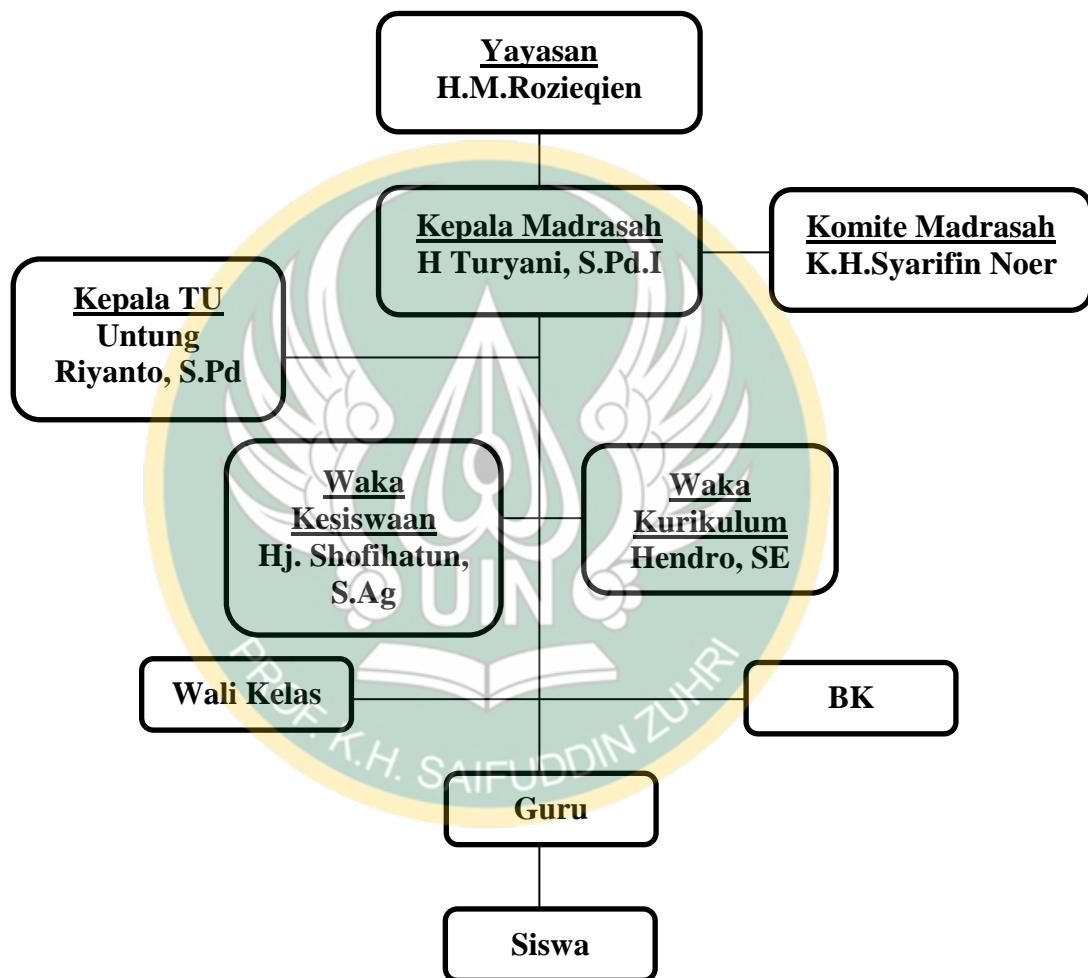 Yayasan
H.M.Rozieqien
Kepala Madrasah
H Turyani, S.Pd.I
Komite Madrasah
K.H.Syarifin Noer
Kepala TU
Untung
Riyanto, S.Pd
Waka
Kesiswaan
Hj. Shofihatun,
S.Ag
Waka
Kurikulum
Hendro, SE
UIN
Wali Kelas
BK
PROF. K.H. SAIFUDDIN ZUHRI
Guru
Siswa